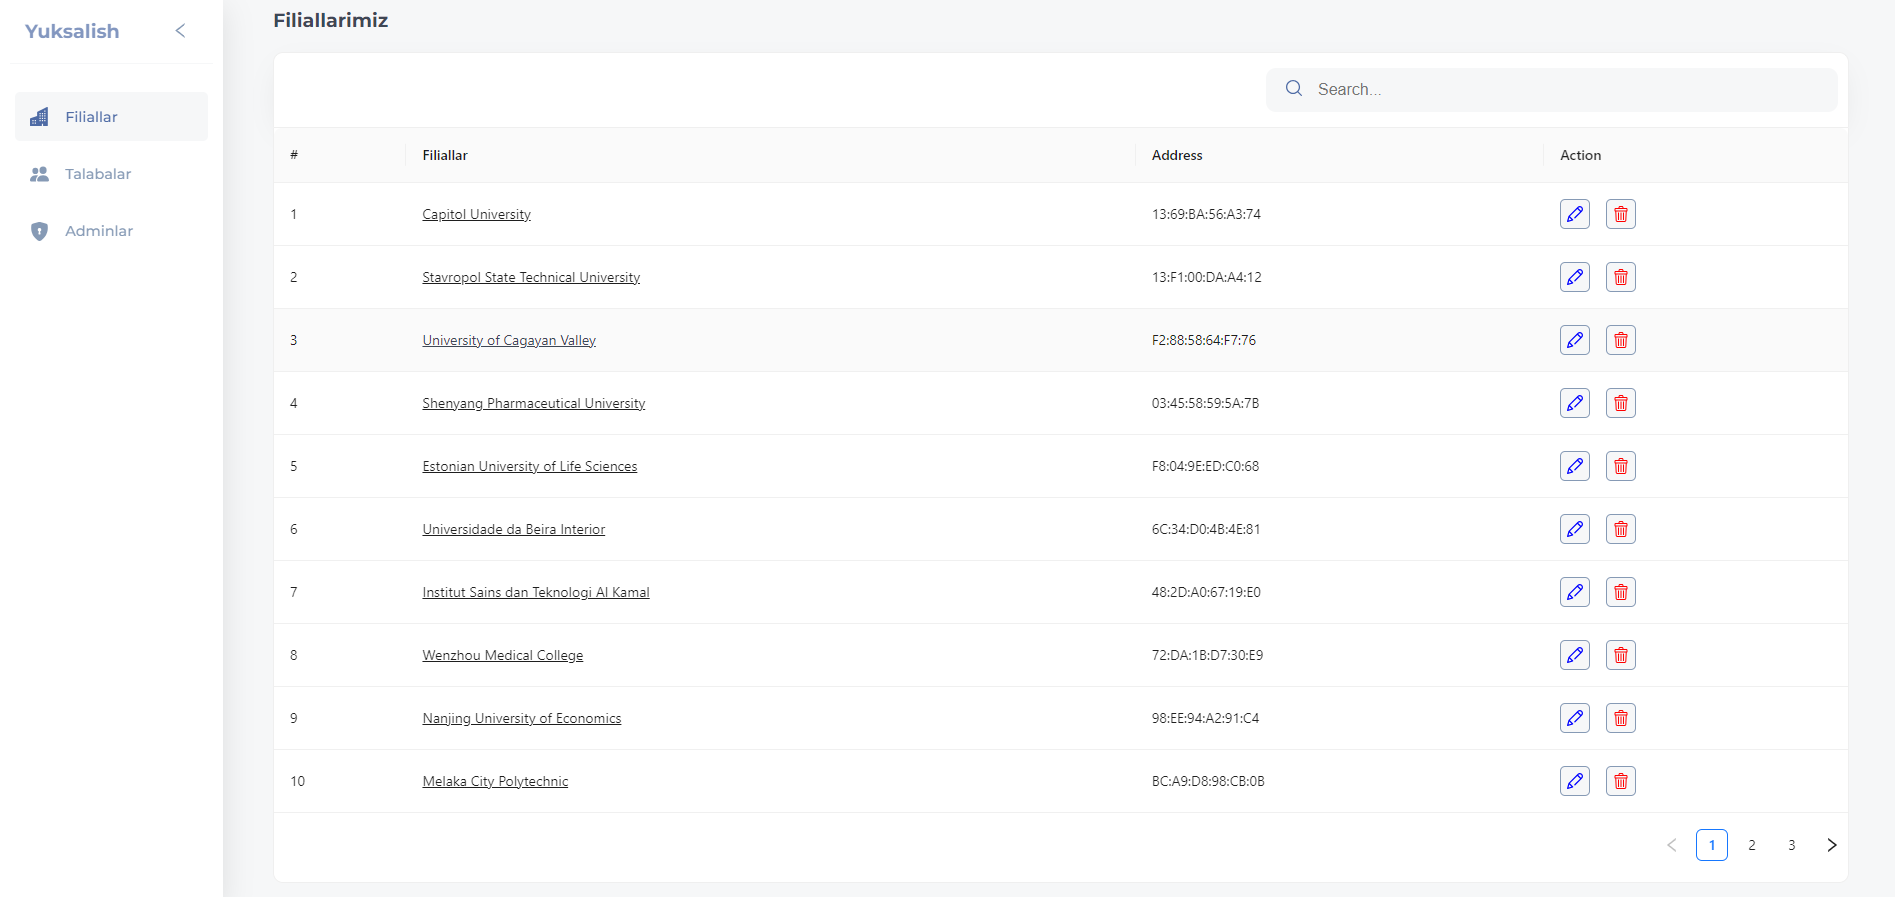 Yuksalish
Filiallar
Talabalar
Adminlar
Filiallarimiz
Search...
# Filiallar Address Action
1 Capitol University 13:69:BA:56:A3:74
2 Stavropol State Technical University 13:F1:00:DA:A4:12
3 University of Cagayan Valley F2:88:58:64:F7:76
4 Shenyang Pharmaceutical University 03:45:58:59:5A:7B
5 Estonian University of Life Sciences F8:04:9E:ED:C0:68
6 Universidade da Beira Interior 6C:34:D0:4B:4E:81
7 Institut Sains dan Teknologi Al Kamal 48:2D:A0:67:19:E0
8 Wenzhou Medical College 72:DA:1B:D7:30:E9
9 Nanjing University of Economics 98:EE:94:A2:91:C4
10 Melaka City Polytechnic BC:A9:D8:98:CB:0B
1 2 3